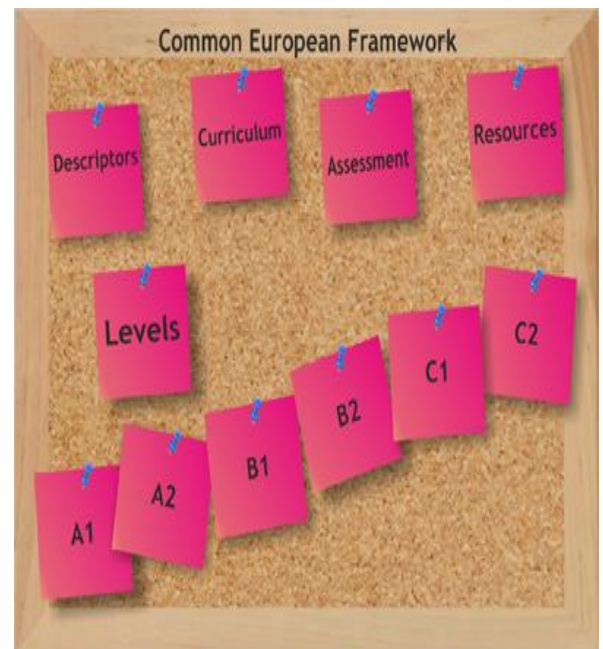 Common European Framework
Descriptors
Curriculum
Assessment
Resources
Levels
A1
A2
B1
B2
C1
C2